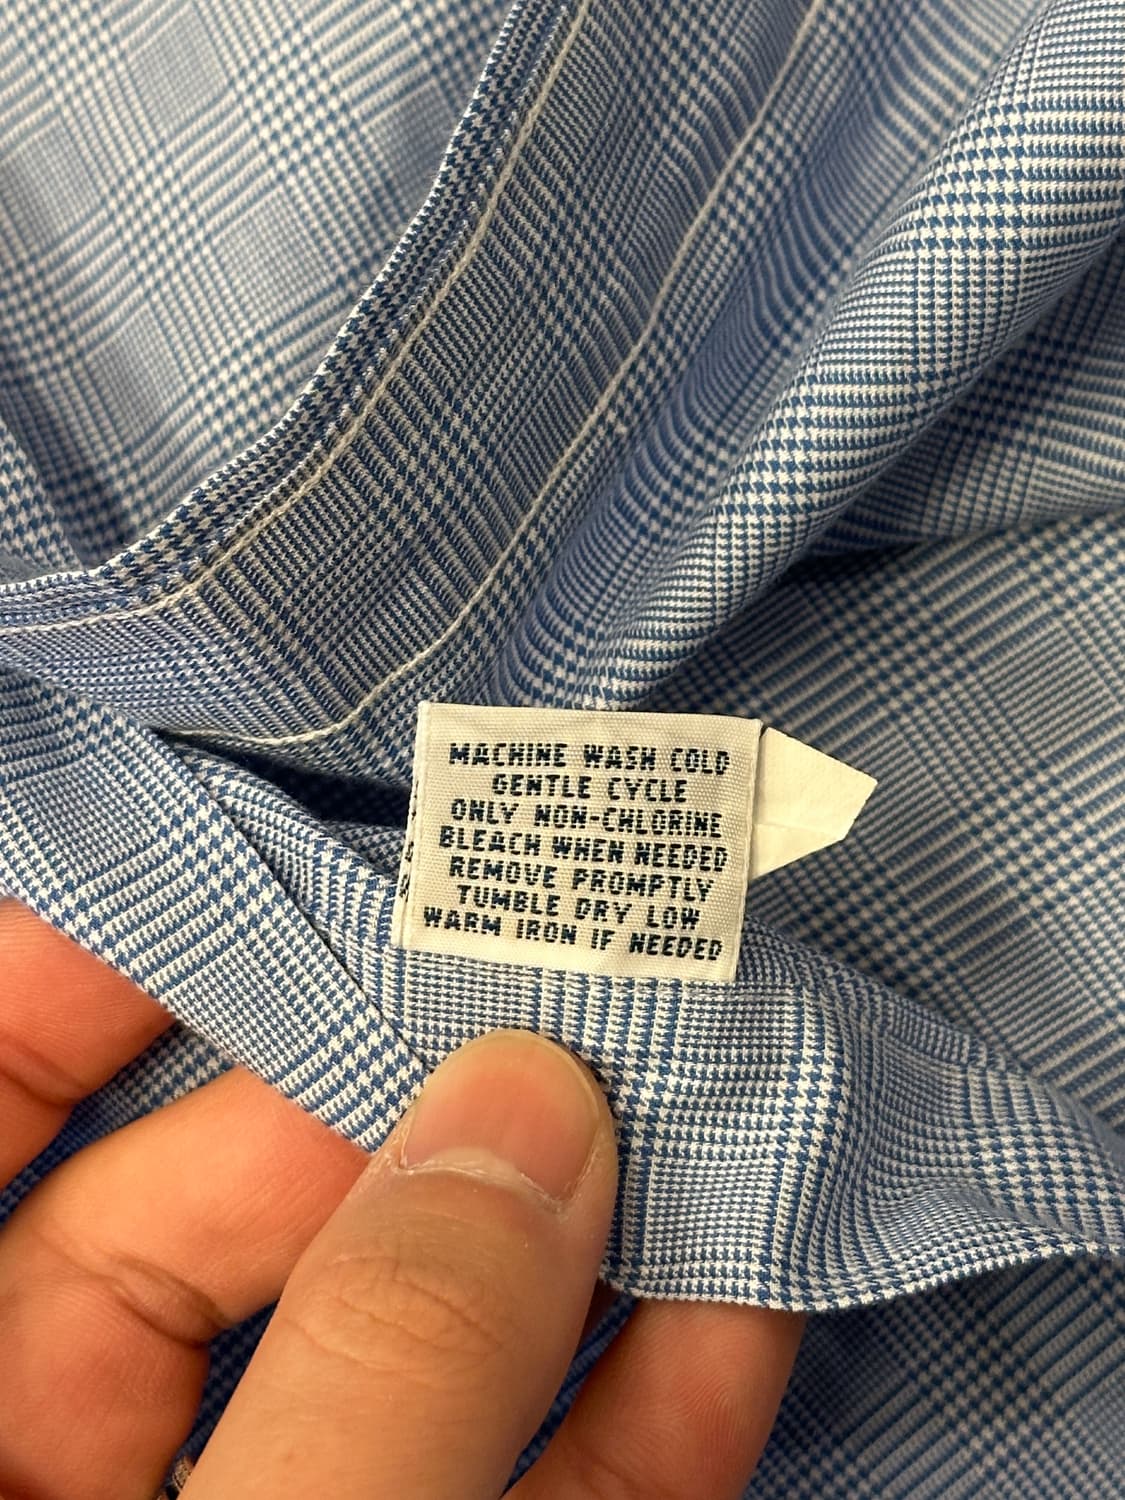 MACHINE WASH COLD
GENTLE CYCLE
ONLY NON-CHLORINE
BLEACH WHEN NEEDED
REMOVE PROMPTLY
TUMBLE DRY LOW
WARM IRON IF NEEDED